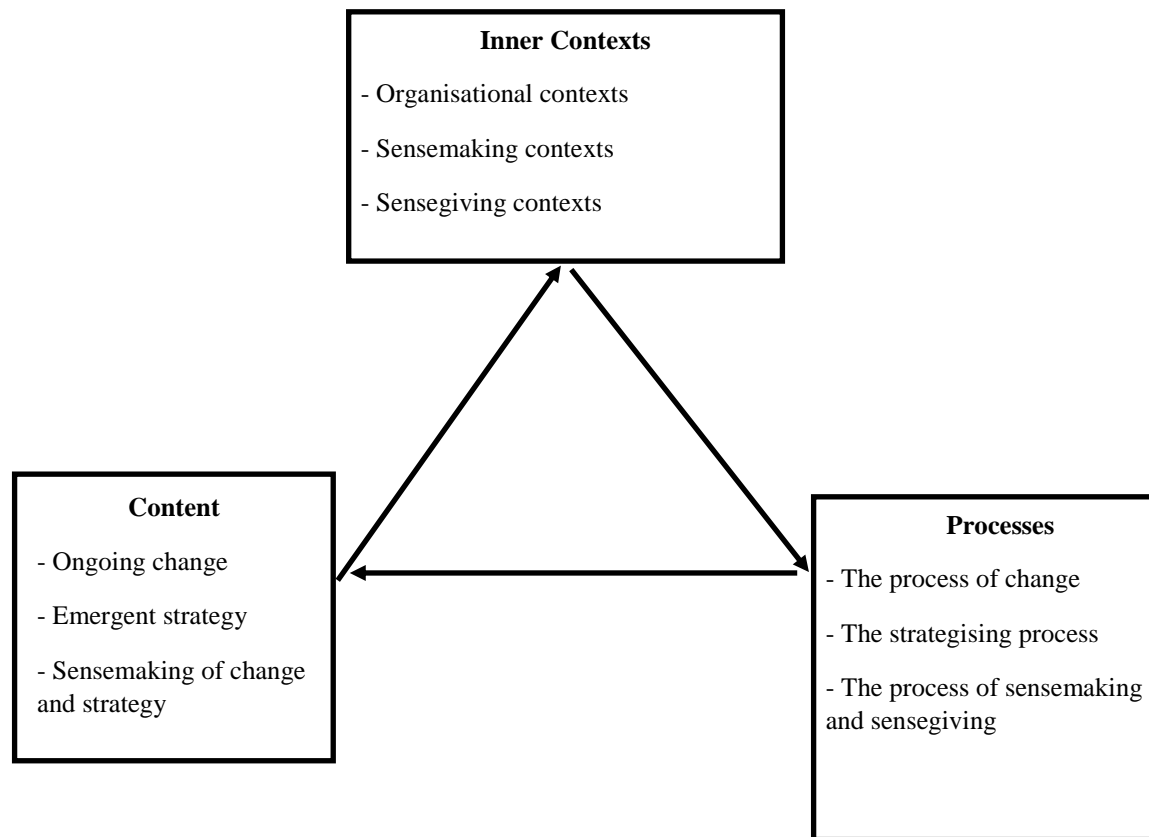 Inner Contexts
- Organisational contexts
- Sensemaking contexts
- Sensegiving contexts
Content
- Ongoing change
- Emergent strategy
- Sensemaking of change
and strategy
Processes
- The process of change
- The strategising process
- The process of sensemaking
and sensegiving